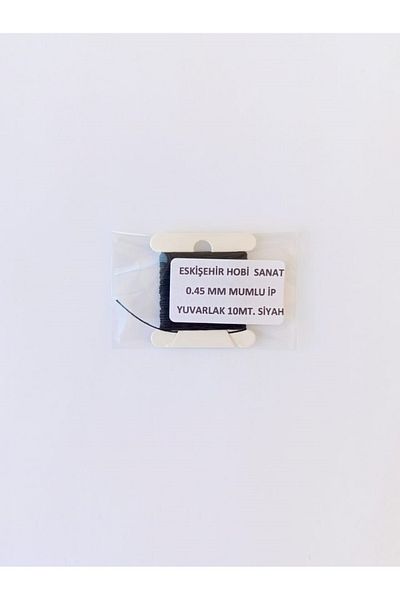 ESKİŞEHİR HOBİ SANAT
0.45 MM MUMLU İP
YUVARLAK 10MT. SİYAH